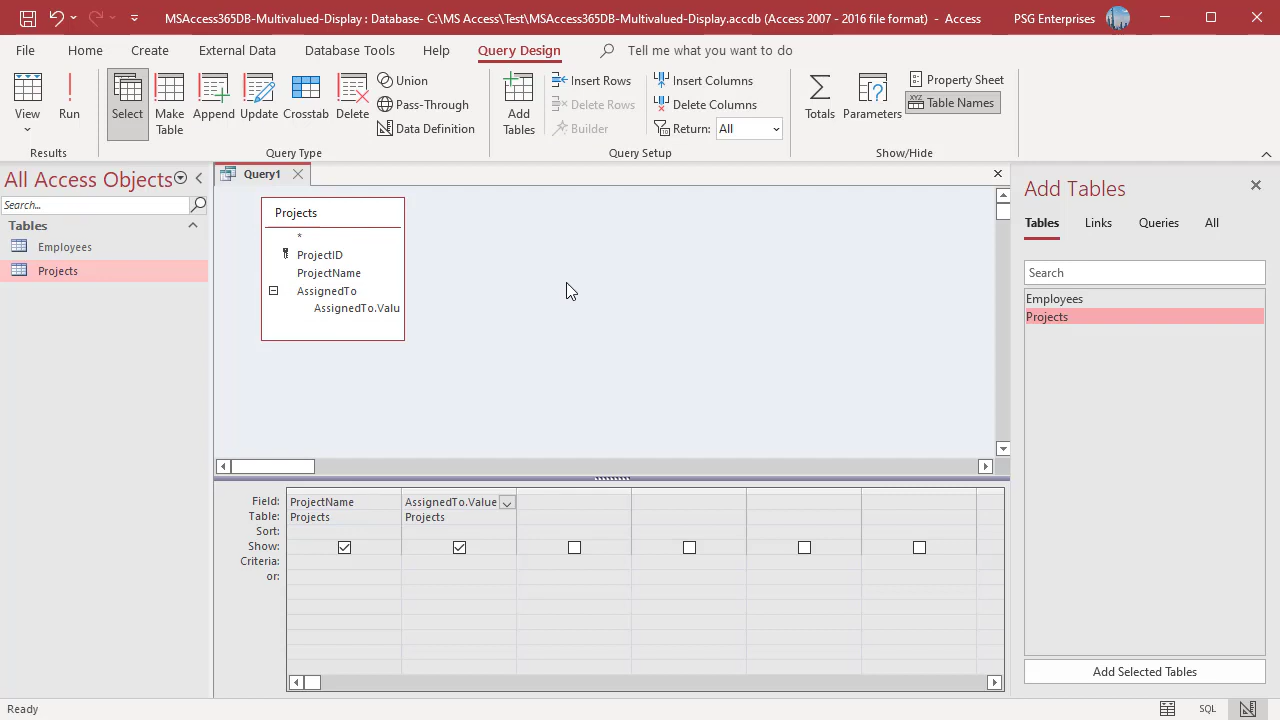 MSAccess365DB-Multivalued-Display : Database- C:\MS Access\Test\MSAccess365DB-Multivalued-Display.accdb (Access 2007 - 2016 file format) - Access
PSG Enterprises
File Home Create External Data Database Tools Help Query Design Tell me what you want to do
View
Run
Results
Select
Make Table
Append
Update
Crosstab
Delete
Union
Pass-Through
Data Definition
Query Type
Add Tables
Insert Rows
Delete Rows
Builder
Insert Columns
Delete Columns
Return: All
Query Setup
Totals
Parameters
Property Sheet
XYZ Table Names
Show/Hide
All Access Objects
Search...
Tables
Employees
Projects
Query1
Projects
*
ProjectID
ProjectName
AssignedTo
AssignedTo.Valu
Field: ProjectName AssignedTo.Value
Table: Projects Projects
Sort:
Show:
Criteria:
or:
Add Tables
Tables Links Queries All
Search
Employees
Projects
Add Selected Tables
Ready
SQL